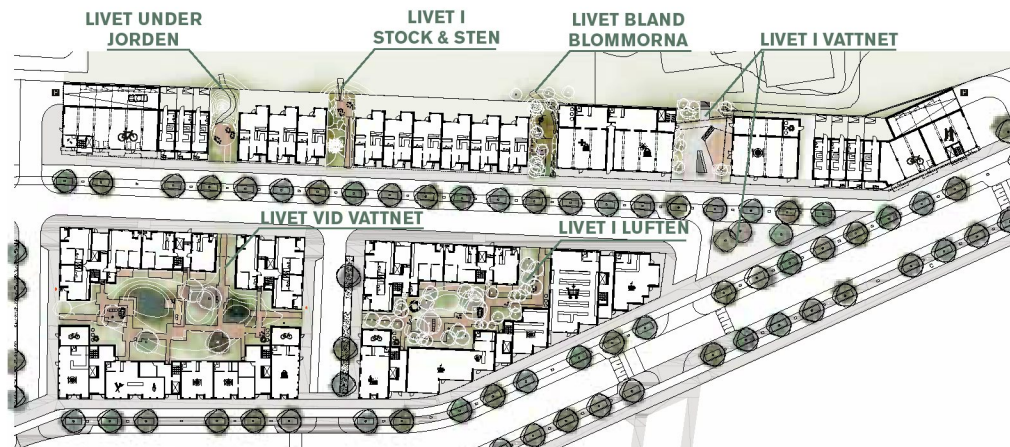 LIVET UNDER
JORDEN
LIVET I
STOCK & STEN
LIVET BLAND
BLOMMORNA
LIVET I VATTNET
LIVET VID VATTNET
LIVET I LUFTEN